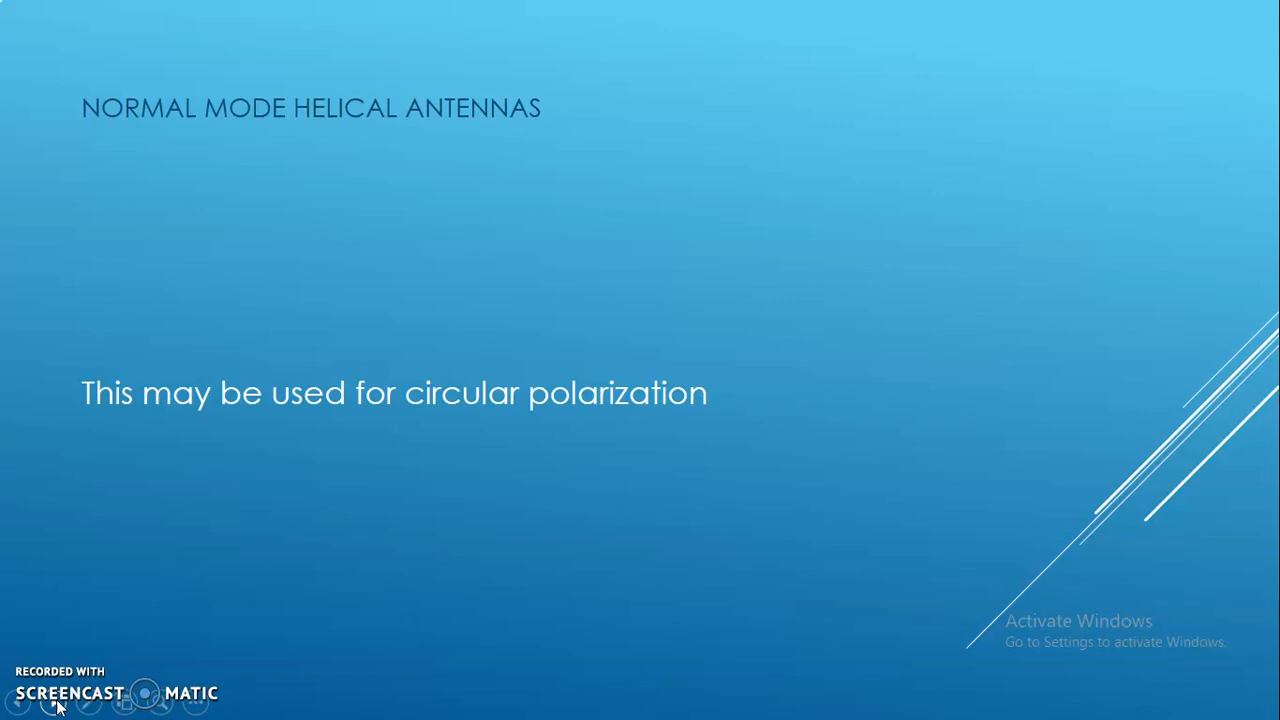 NORMAL MODE HELICAL ANTENNAS
This may be used for circular polarization
Activate Windows
Go to Settings to activate Windows.
RECORDED WITH
SCREENCAST MATIC